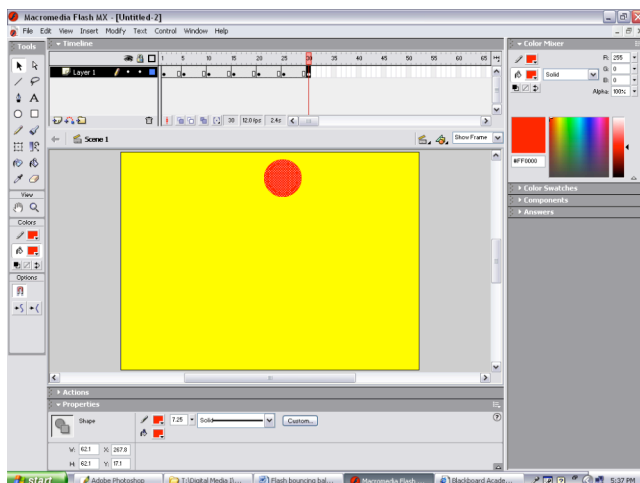 Macromedia Flash MX - [Untitled-2]
File Edit View Insert Modify Text Control Window Help
Tools
View
Colors
Options
Timeline
1 5 10 15 20 25 30 35 40 45 50 55 60 65
Layer 1
30 12.0 fps 2.4s
Scene 1
Show Frame
Actions
Properties
Shape
7.25 Solid Custom...
W: 62.1 X: 267.8
H: 62.1 Y: 17.1
Color Mixer
R: 255
Solid G: 0
B: 0
Alpha: 100%
#FF0000
Color Swatches
Components
Answers
start Adobe Photoshop T:\Digital Media I\... Flash bouncing bal... Macromedia Flash... Blackboard Acade... 5:37 PM